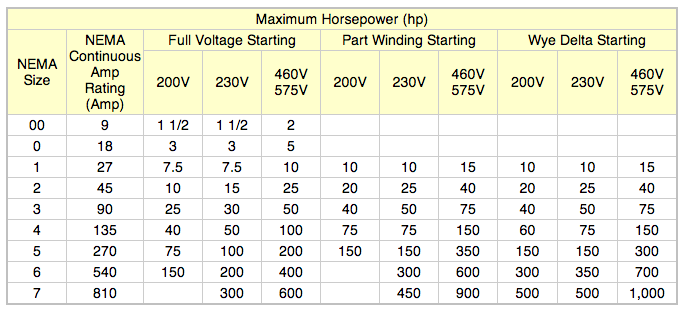 Maximum Horsepower (hp)
NEMA Size NEMA Continuous Amp Rating (Amp) Full Voltage Starting Part Winding Starting Wye Delta Starting
200V 230V 460V 575V 200V 230V 460V 575V 200V 230V 460V 575V
00 9 1 1/2 1 1/2 2
0 18 3 3 5
1 27 7.5 7.5 10 10 10 15 10 10 15
2 45 10 15 25 20 25 40 20 25 40
3 90 25 30 50 40 50 75 40 50 75
4 135 40 50 100 75 75 150 60 75 150
5 270 75 100 200 150 150 350 150 150 300
6 540 150 200 400 300 600 300 350 700
7 810 300 600 450 900 500 500 1,000